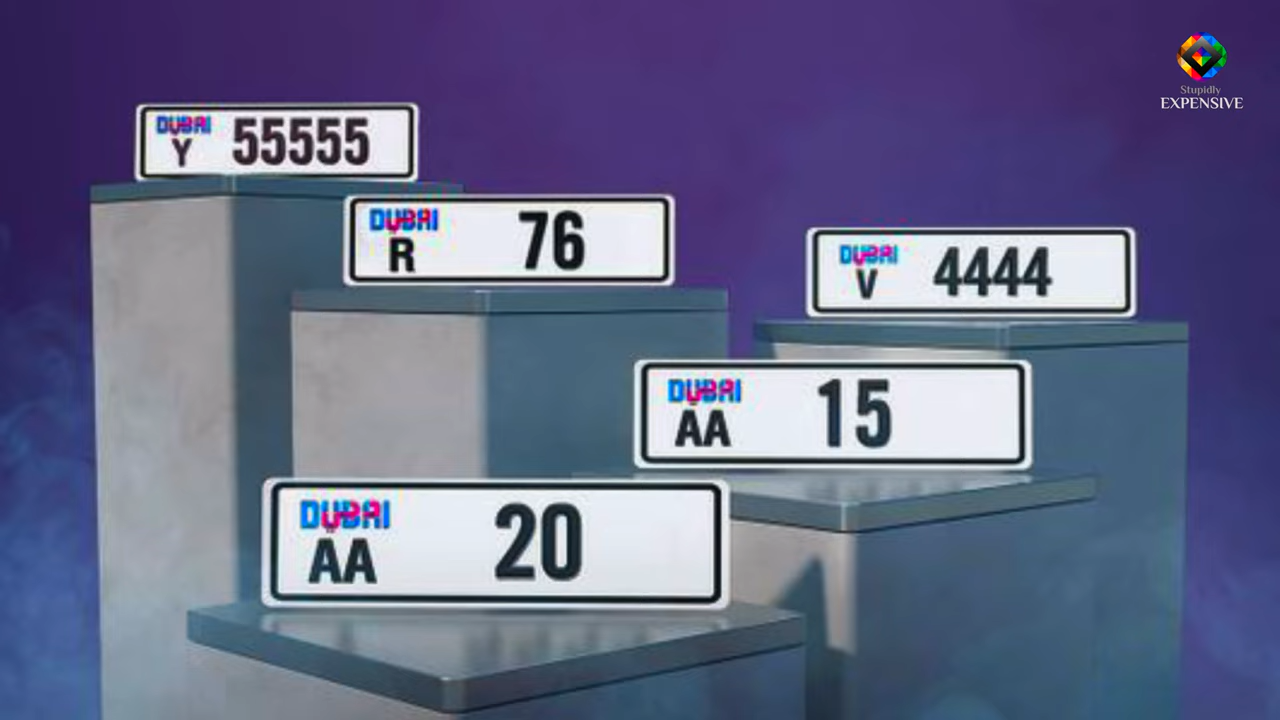 Stupidly
EXPENSIVE
DUBAI
Y 55555
DUBAI
R 76
DUBAI
V 4444
DUBAI
AA 15
DUBAI
AA 20